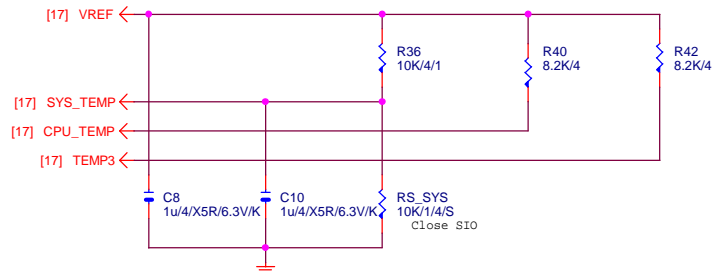 [17] VREF
R36
10K/4/1
R40
8.2K/4
R42
8.2K/4
[17] SYS_TEMP
[17] CPU_TEMP
[17] TEMP3
C8
1u/4/X5R/6.3V/K
C10
1u/4/X5R/6.3V/K
RS_SYS
10K/1/4/S
Close SIO